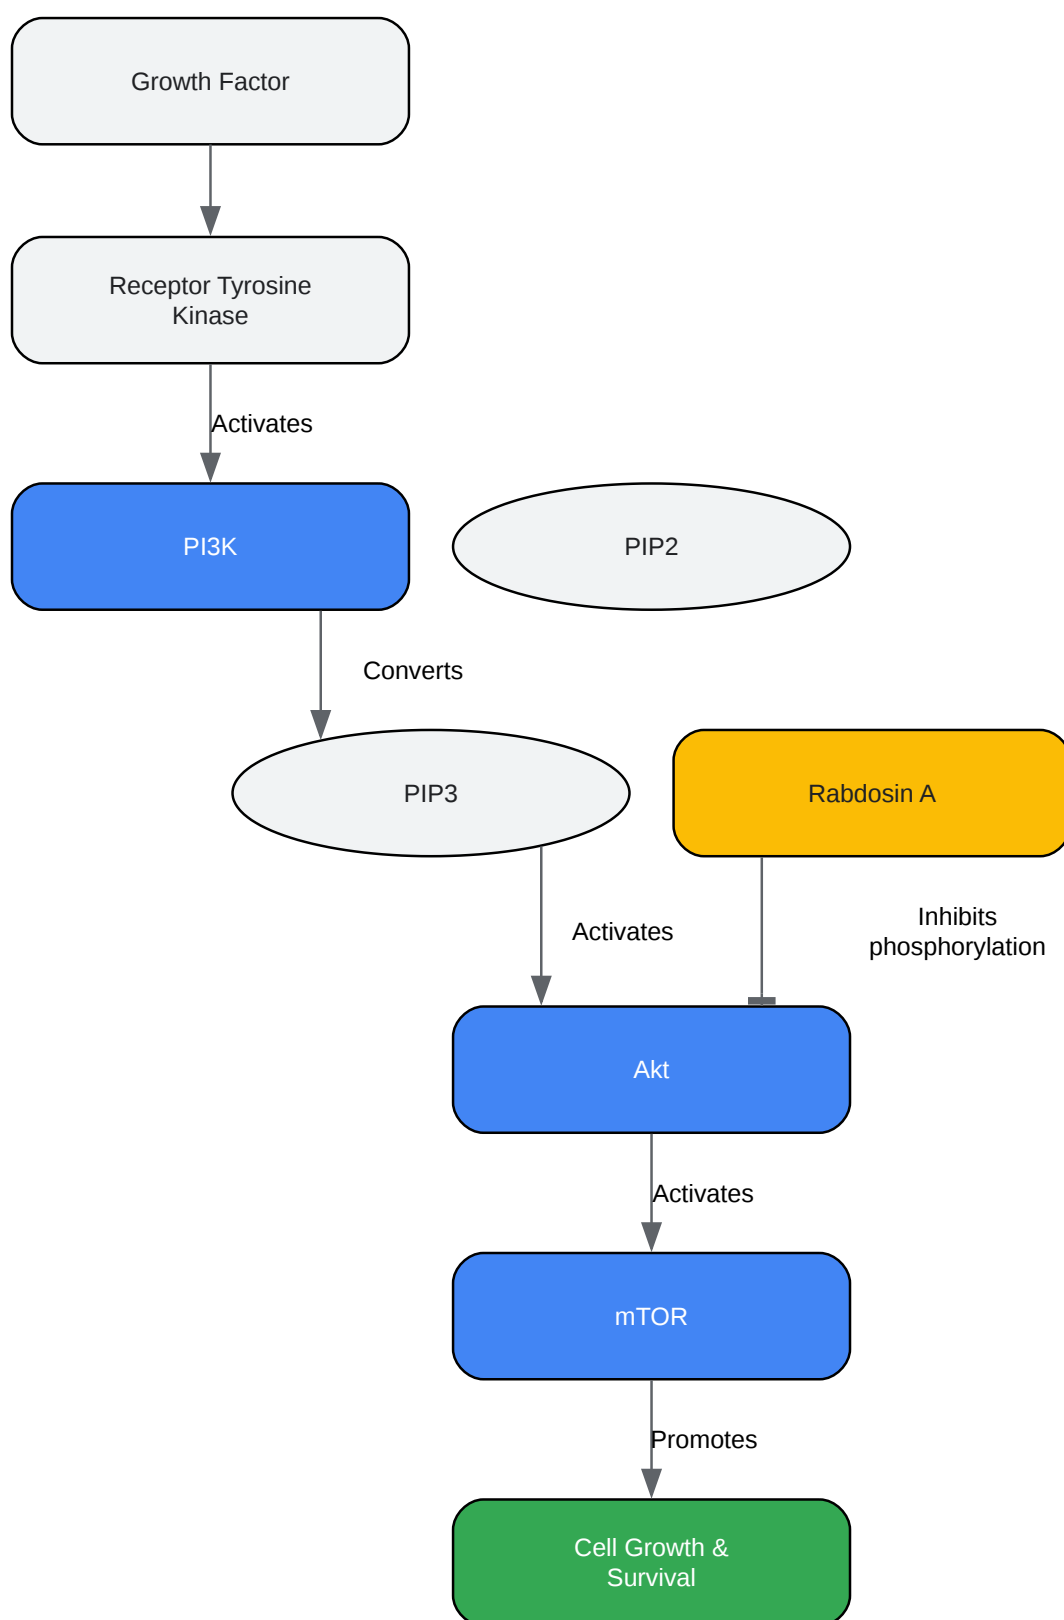 Growth Factor
Receptor Tyrosine
Kinase
Activates
PI3K
PIP2
Converts
PIP3
Rabdosin A
Activates
Inhibits
phosphorylation
Akt
Activates
mTOR
Promotes
Cell Growth &
Survival